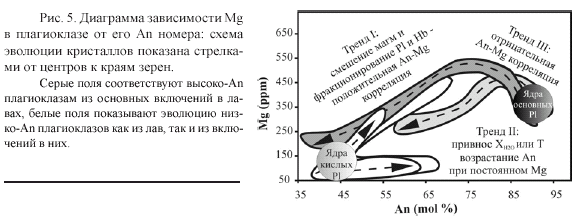 Рис. 5. Диаграмма зависимости Mg
в плагиоклазе от его An номера: схема
эволюции кристаллов показана стрелка-
ми от центров к краям зерен.
Серые поля соответствуют высоко-An
плагиоклазам из основных включений в ла-
вах, белые поля показывают эволюцию низ-
ко-An плагиоклазов как из лав, так и из вклю-
чений в них.
Mg (ppm)
650
550
450
350
250
150
50
Тренд I:
смешение магм и
фракционирование Pl и Hb -
положительная An-Mg
корреляция
Тренд III:
отрицательная
An-Mg
корреляция
Ядра
основных
Pl
Ядра
кислых
Pl
Тренд II:
привнос XH2O или T
возрастание An
при постоянном Mg
35 45 55 65 75 85 95
An (mol %)